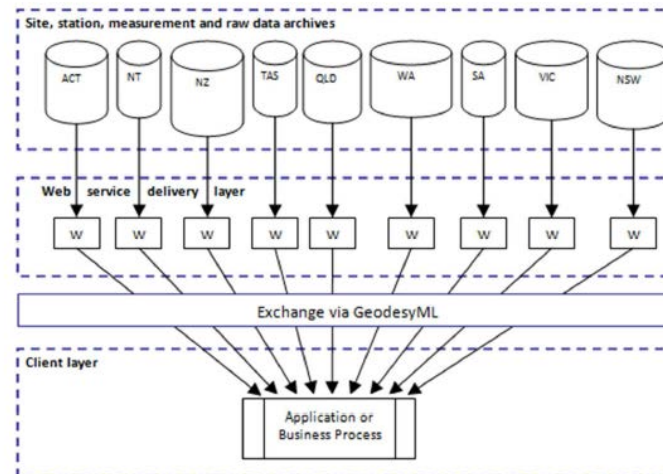 Site, station, measurement and raw data archives
ACT NT NZ TAS QLD WA SA VIC NSW
Web service delivery layer
W W W W W W W W W
Exchange via GeodesyML
Client layer
Application or
Business Process